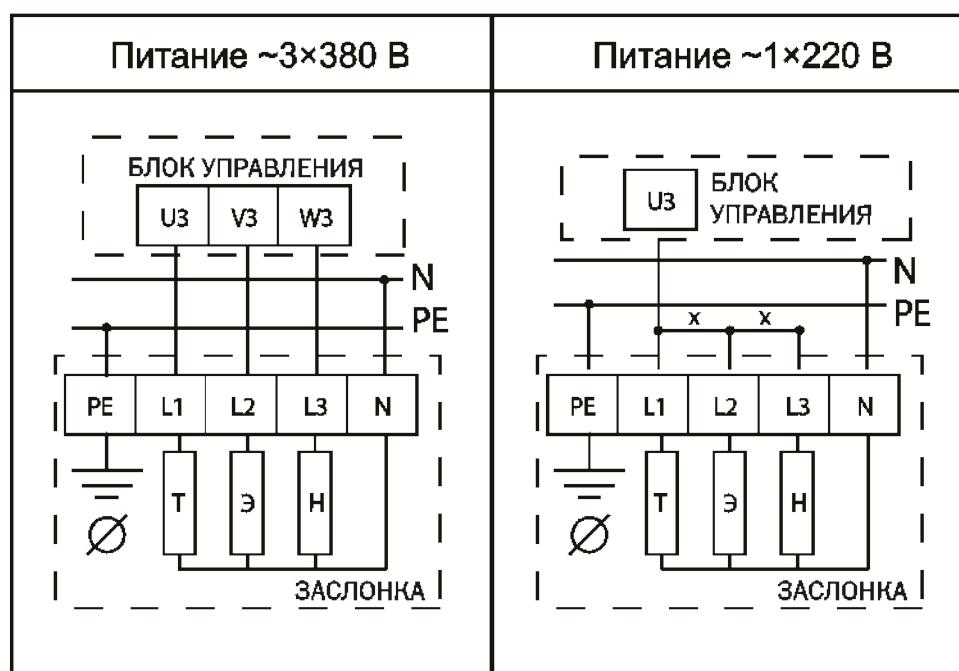 Питание ~3×380 В
БЛОК УПРАВЛЕНИЯ
U3 V3 W3
N
PE
PE L1 L2 L3 N
Т Э Н
ЗАСЛОНКА
Питание ~1×220 В
U3
БЛОК
УПРАВЛЕНИЯ
N
PE
x x
PE L1 L2 L3 N
Т Э Н
ЗАСЛОНКА